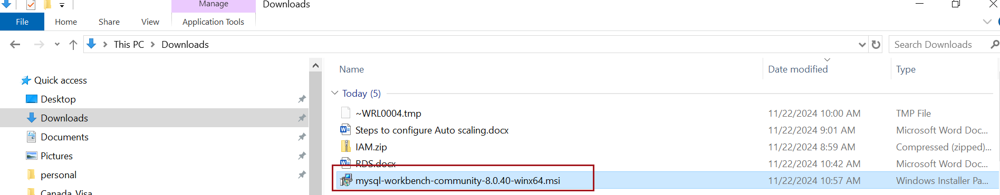 Manage
Downloads
File
Home
Share
View
Application Tools
This PC
Downloads
Search Downloads
Quick access
Desktop
Downloads
Documents
Pictures
personal
Canada Visa
Name
Date modified
Type
Today (5)
~WRL0004.tmp 11/22/2024 10:00 AM TMP File
Steps to configure Auto scaling.docx 11/22/2024 9:01 AM Microsoft Word Doc...
IAM.zip 11/22/2024 8:59 AM Compressed (zipped)...
RDS.docx 11/22/2024 10:42 AM Microsoft Word Doc...
mysql-workbench-community-8.0.40-winx64.msi 11/22/2024 10:57 AM Windows Installer Pa...